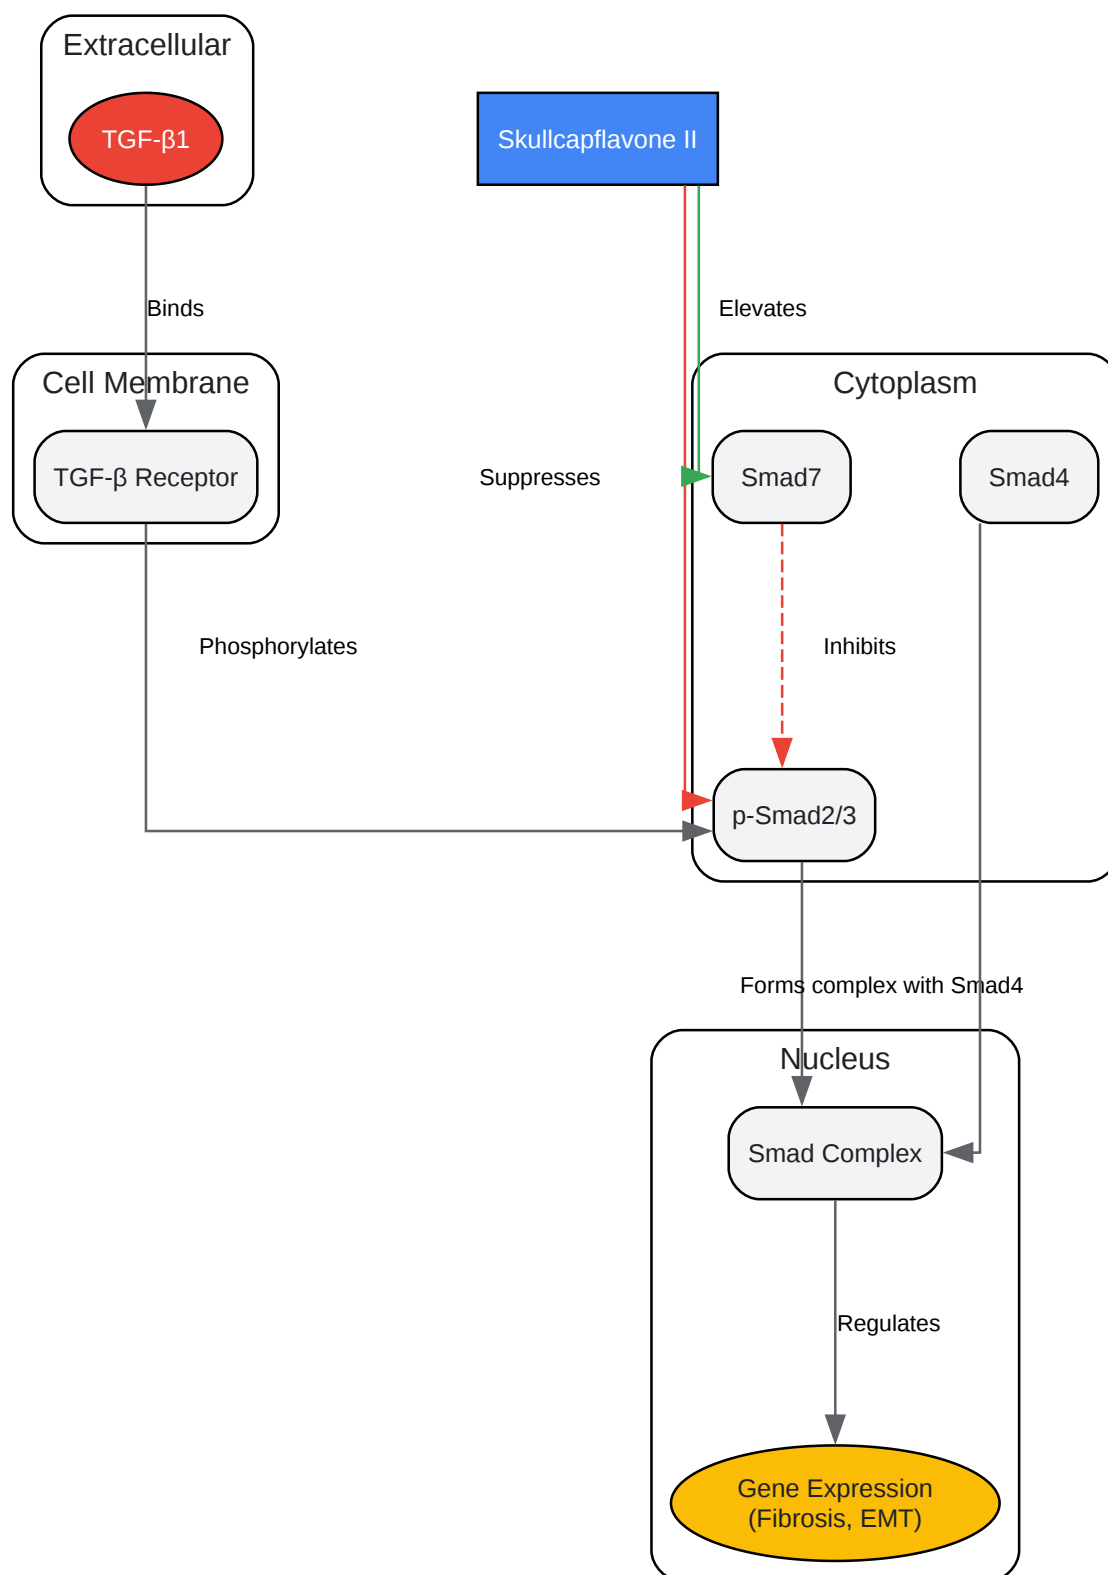 Extracellular
TGF-β1
Skullcapflavone II
Binds
Elevates
Cell Membrane
Cytoplasm
TGF-β Receptor
Suppresses
Smad7
Smad4
Phosphorylates
Inhibits
p-Smad2/3
Forms complex with Smad4
Nucleus
Smad Complex
Regulates
Gene Expression
(Fibrosis, EMT)